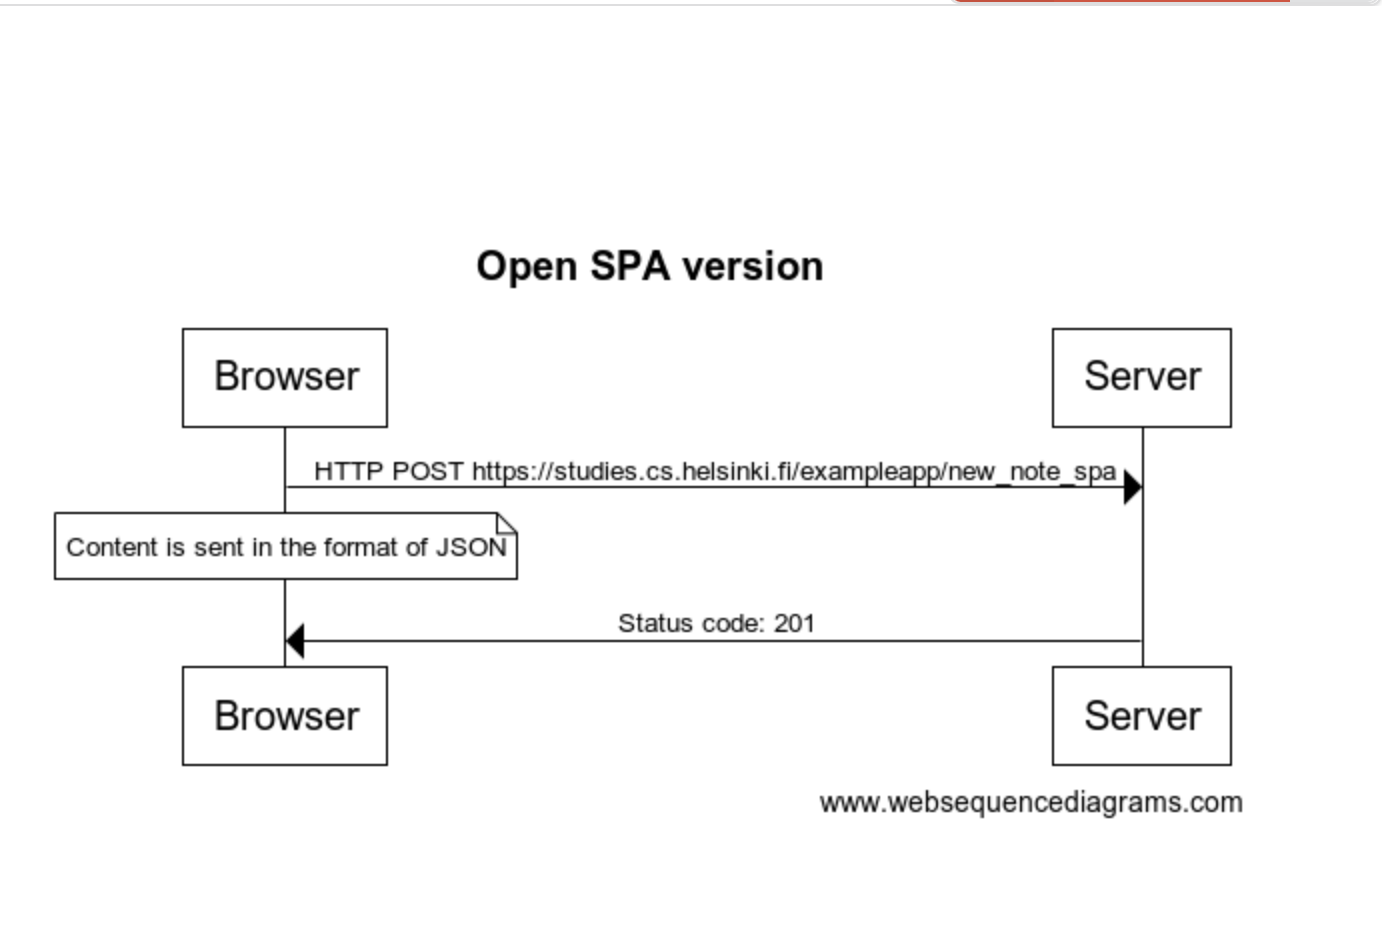 Open SPA version
Browser
Server
HTTP POST https://studies.cs.helsinki.fi/exampleapp/new_note_spa
Content is sent in the format of JSON
Status code: 201
Browser
Server
www.websequencediagrams.com